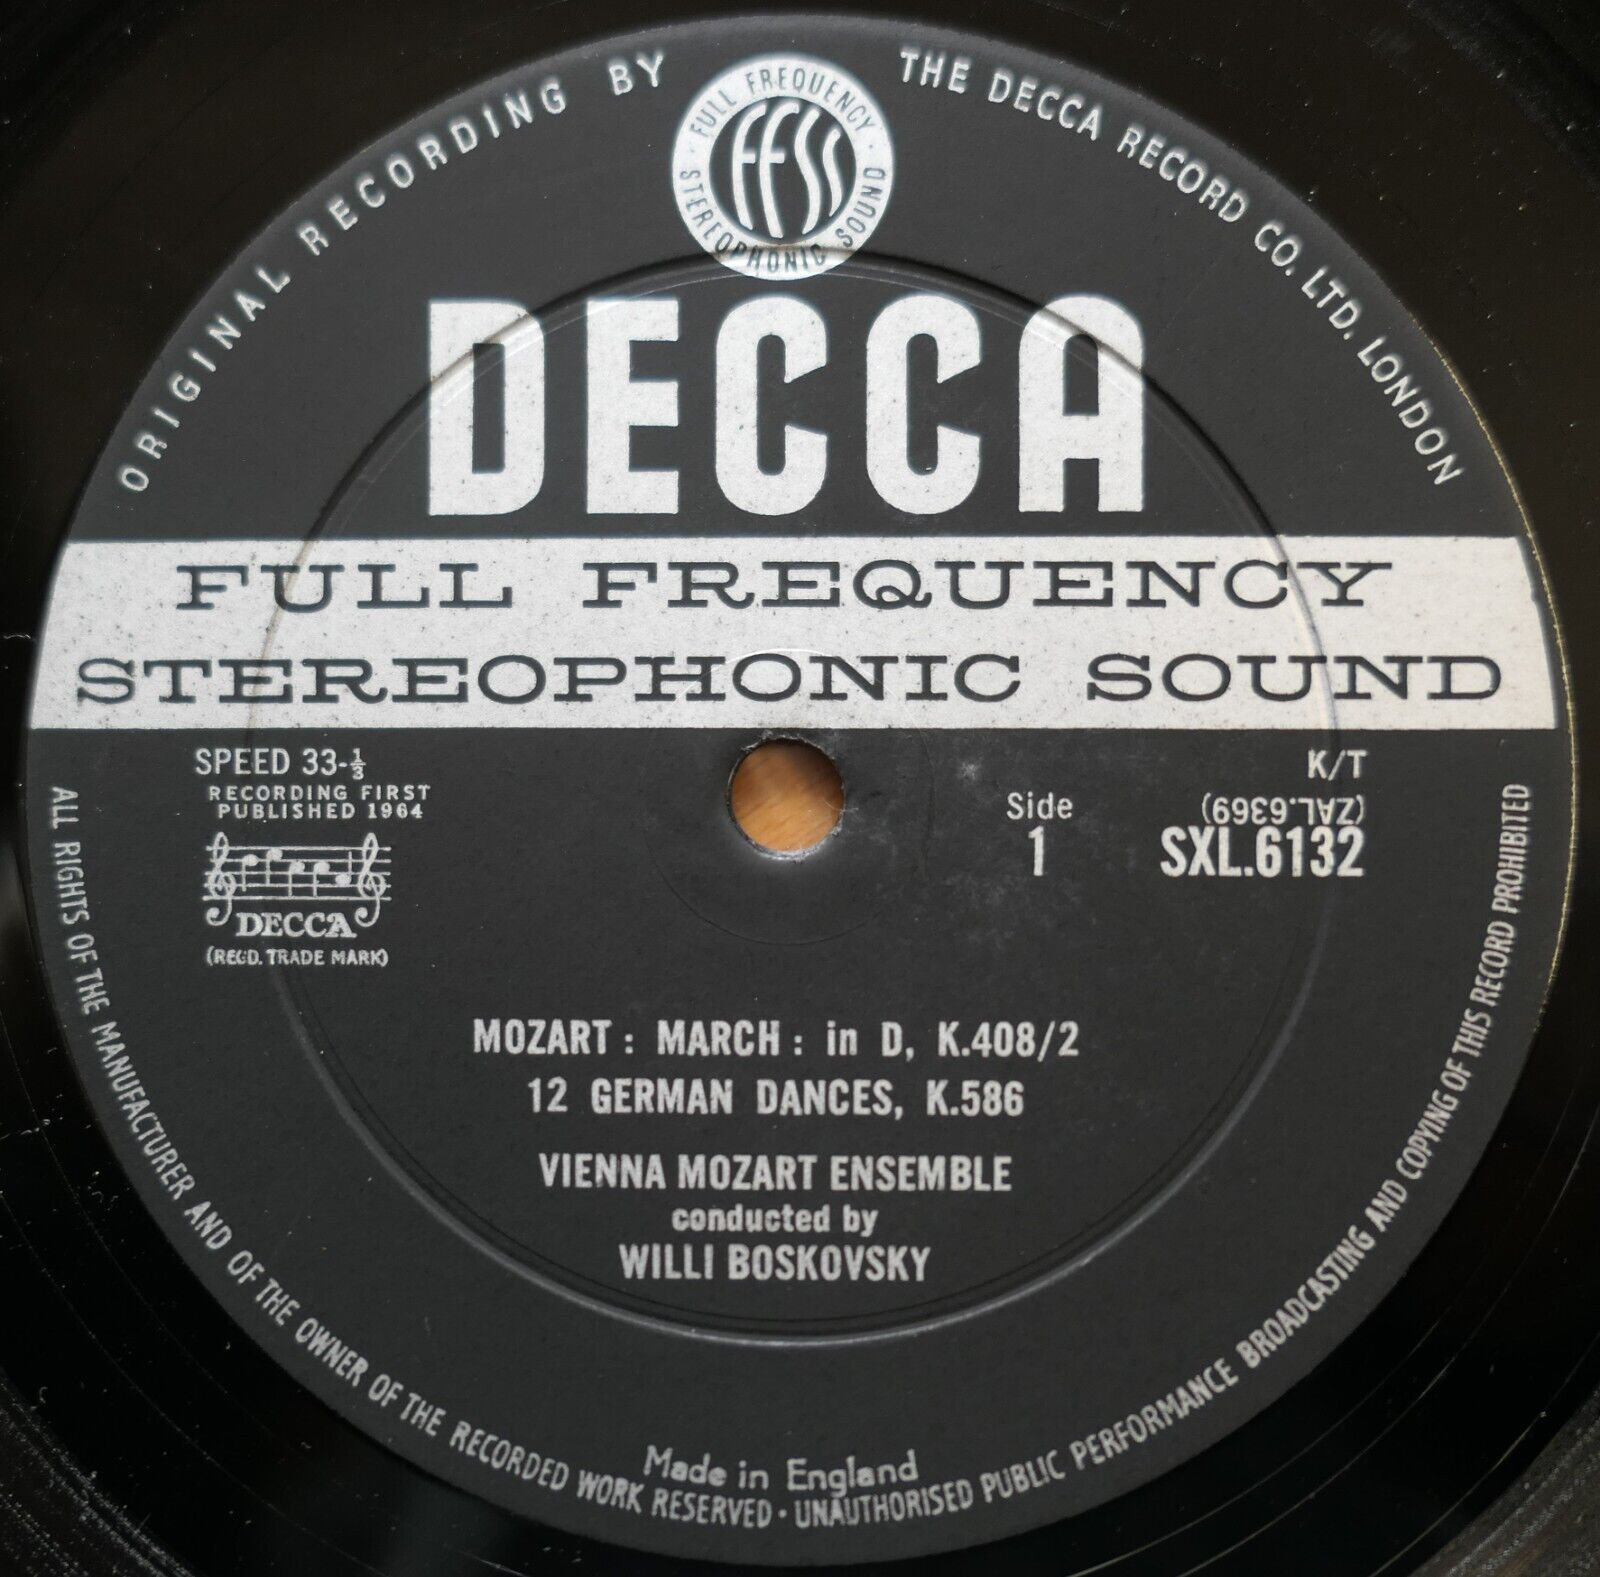 ORIGINAL RECORDING BY
THE DECCA RECORD CO. LTD. LONDON
FULL FREQUENCY
FFSS
STEREOPHONIC SOUND
DECCA
FULL FREQUENCY
STEREOPHONIC SOUND
SPEED 33-⅓
RECORDING FIRST
PUBLISHED 1964
DECCA
(REGD. TRADE MARK)
Side
1
K/T
(ZAL.6369)
SXL.6132
MOZART : MARCH : in D, K.408/2
12 GERMAN DANCES, K.586
VIENNA MOZART ENSEMBLE
conducted by
WILLI BOSKOVSKY
Made in England
ALL RIGHTS OF THE MANUFACTURER AND OF THE OWNER OF THE RECORDED WORK RESERVED · UNAUTHORISED PUBLIC PERFORMANCE BROADCASTING AND COPYING OF THIS RECORD PROHIBITED